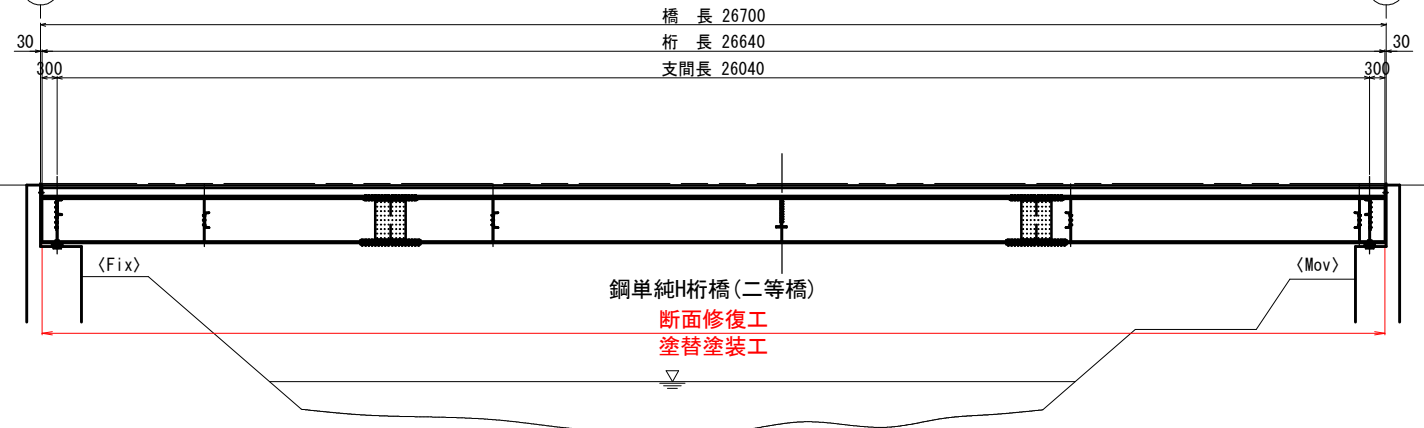 橋 長 26700
30 桁 長 26640 30
300 支間長 26040 300
〈Fix〉 〈Mov〉
鋼単純H桁橋(二等橋)
断面修復工
塗替塗装工